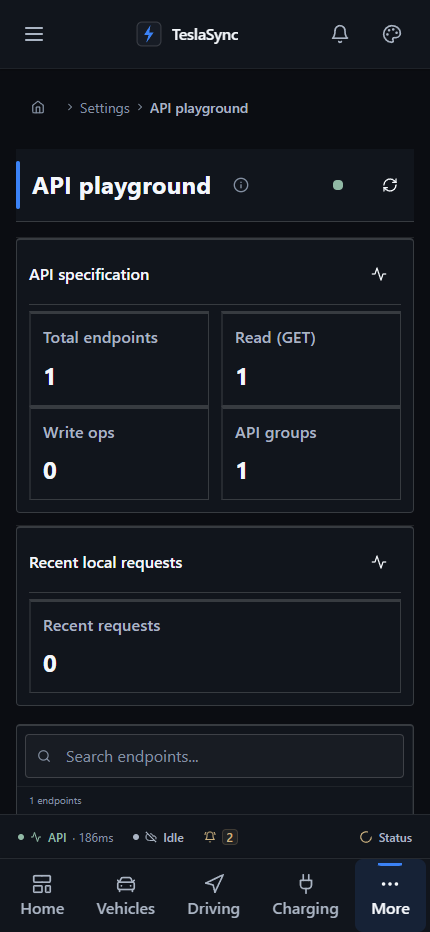 TeslaSync
Settings API playground
API playground
API specification
Total endpoints
1
Read (GET)
1
Write ops
0
API groups
1
Recent local requests
Recent requests
0
Search endpoints...
1 endpoints
API · 186ms Idle 2 Status
Home Vehicles Driving Charging More